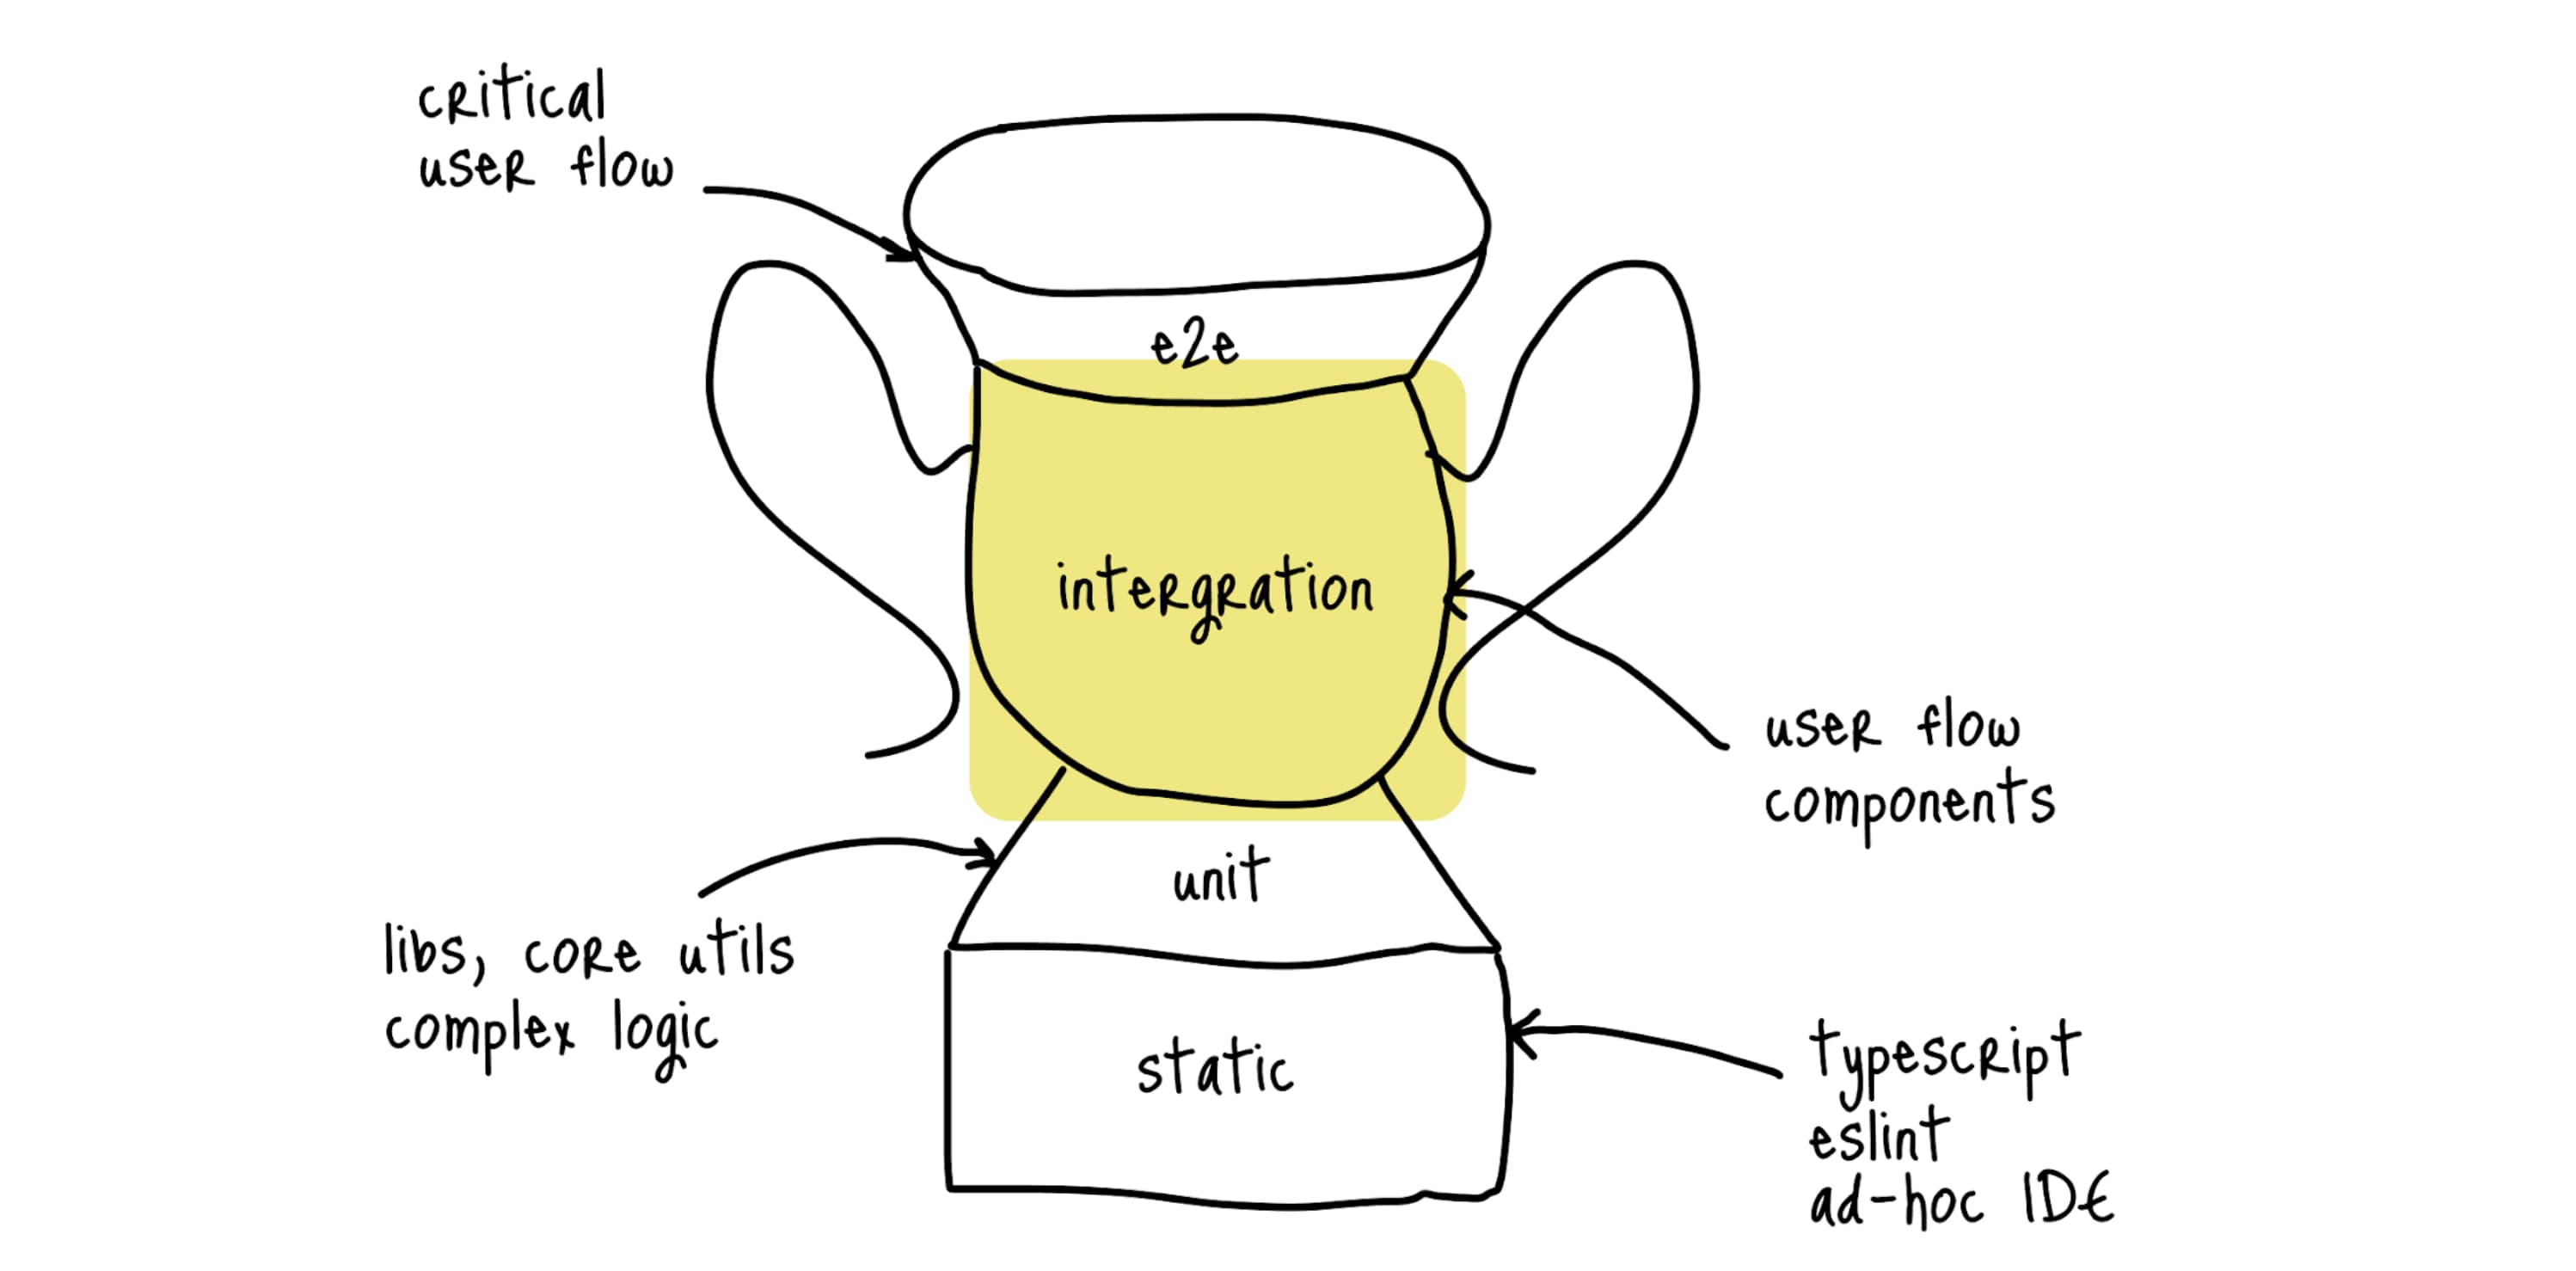 critical
user flow
e2e
intergration
user flow
components
unit
libs, core utils
complex logic
static
typescript
eslint
ad-hoc IDE